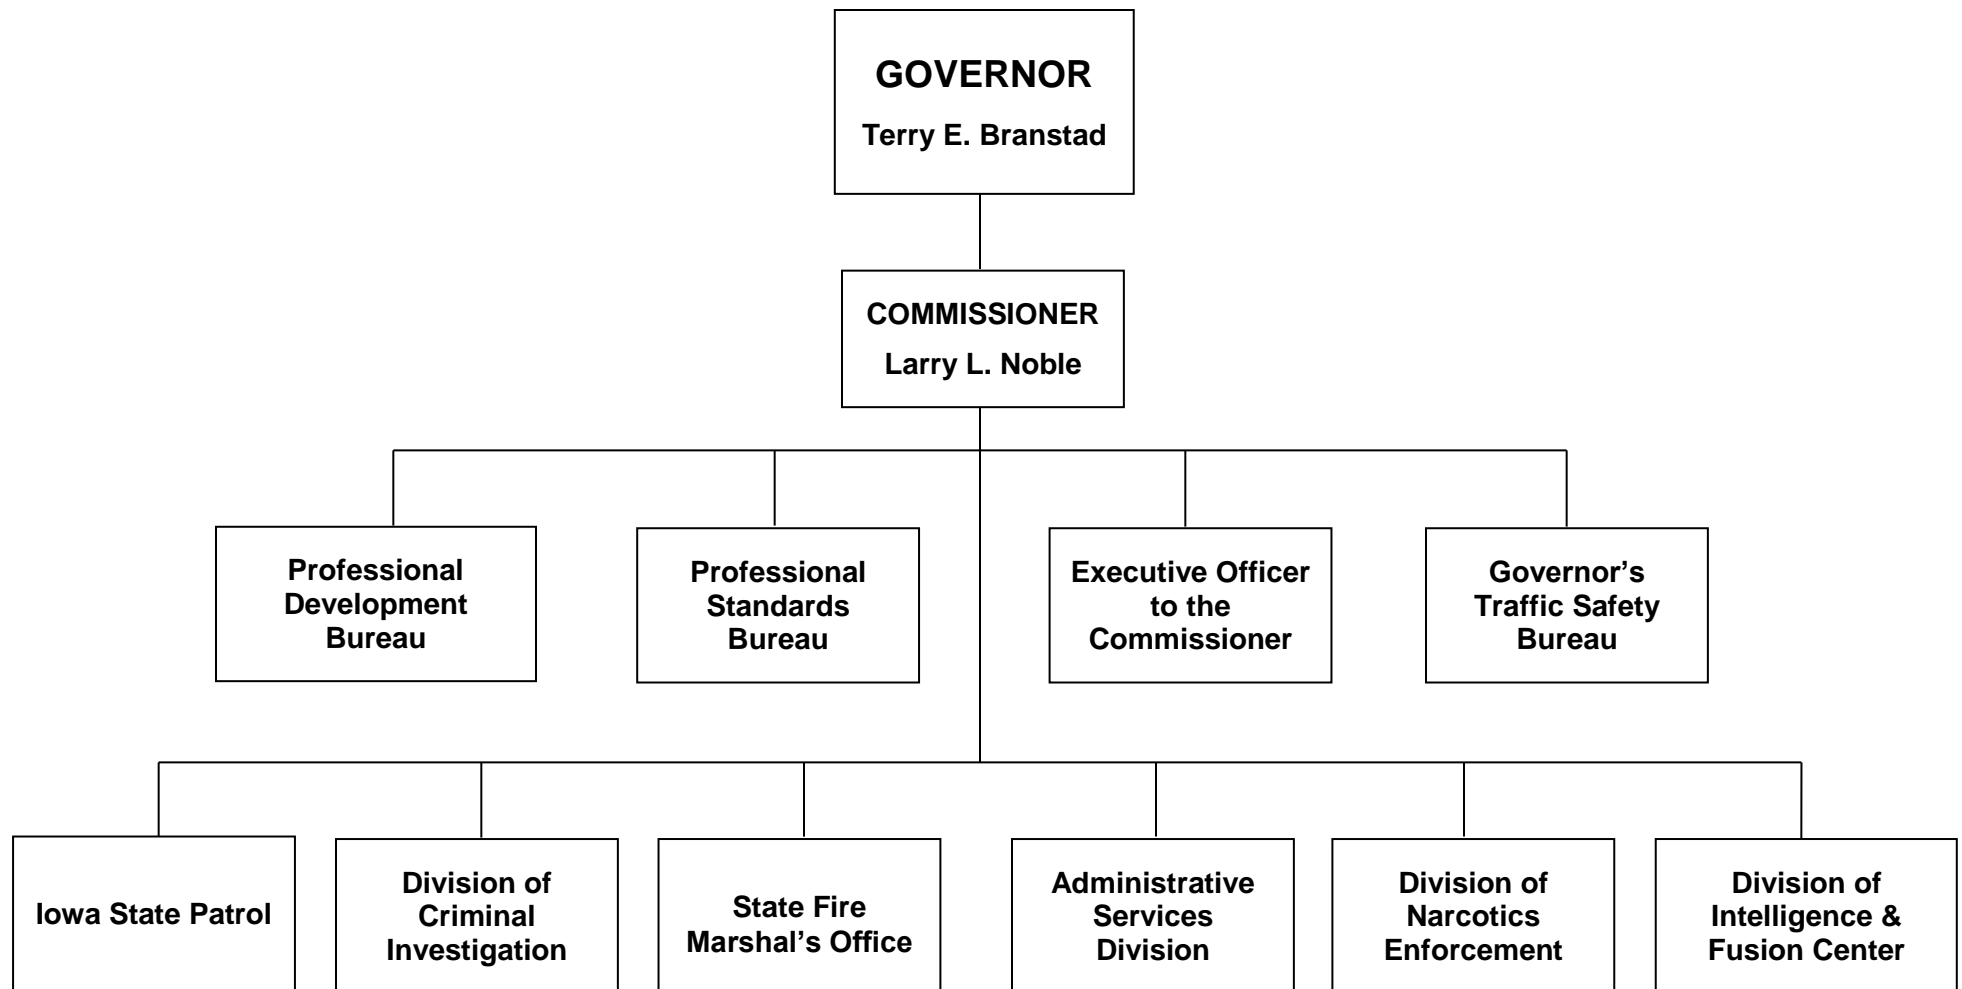 GOVERNOR
Terry E. Branstad
COMMISSIONER
Larry L. Noble
Professional
Development
Bureau
Professional
Standards
Bureau
Executive Officer
to the
Commissioner
Governor’s
Traffic Safety
Bureau
Iowa State Patrol
Division of
Criminal
Investigation
State Fire
Marshal’s Office
Administrative
Services
Division
Division of
Narcotics
Enforcement
Division of
Intelligence &
Fusion Center